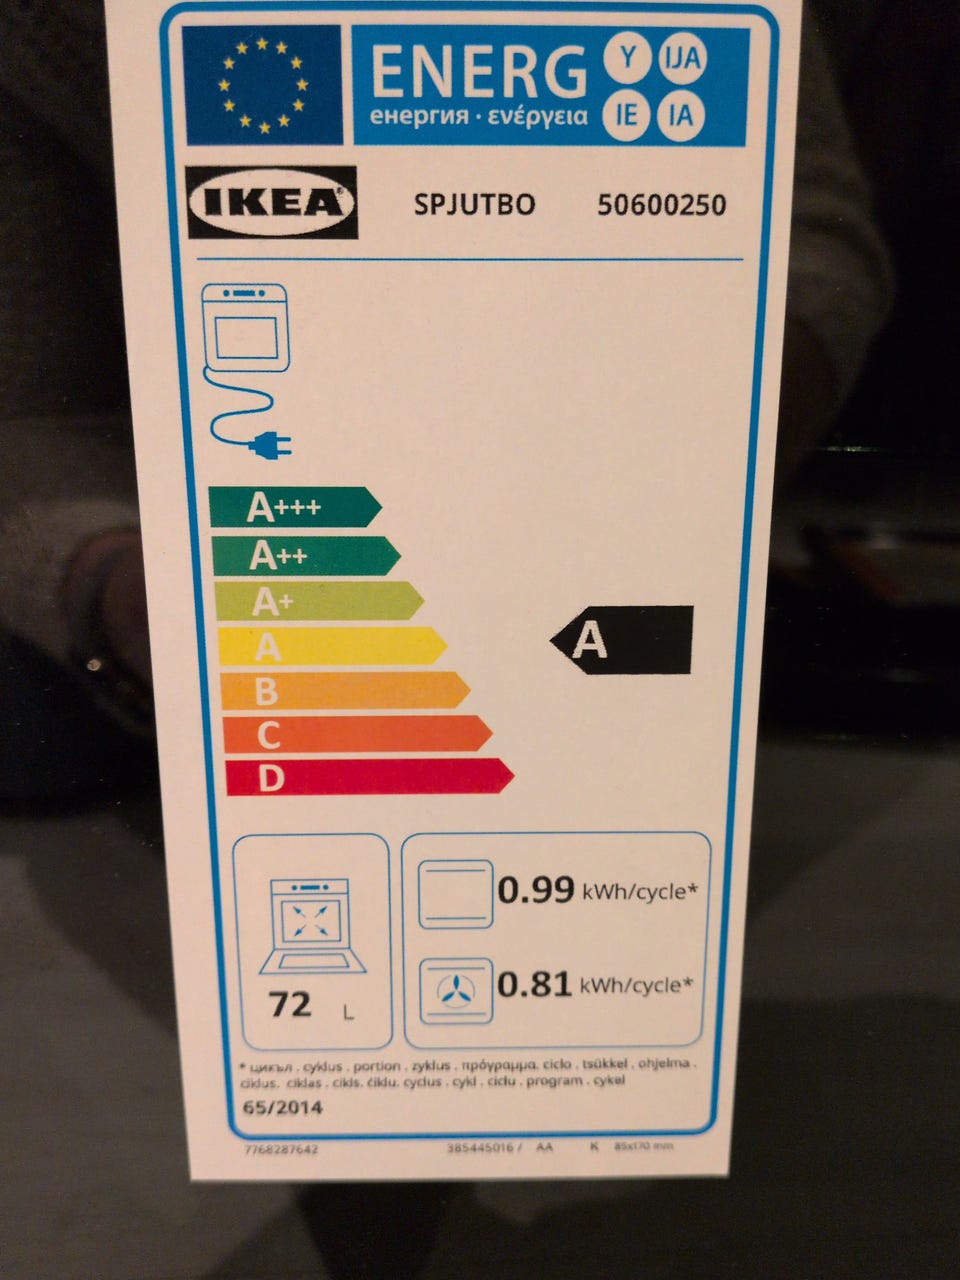 ENERG Y IJA
енергия · ενέργεια IE IA
IKEA® SPJUTBO 50600250
A+++
A++
A+
A
A
B
C
D
0.99 kWh/cycle*
0.81 kWh/cycle*
72 L
* цикъл . cyklus . portion . zyklus . πρόγραμμα. ciclo . tsükkel . ohjelma .
ciklus. ciklas . cikls. ċiklu. cyclus . cykl . ciclu . program . cykel
65/2014
7768287642 385445016 / AA K 85x170 mm